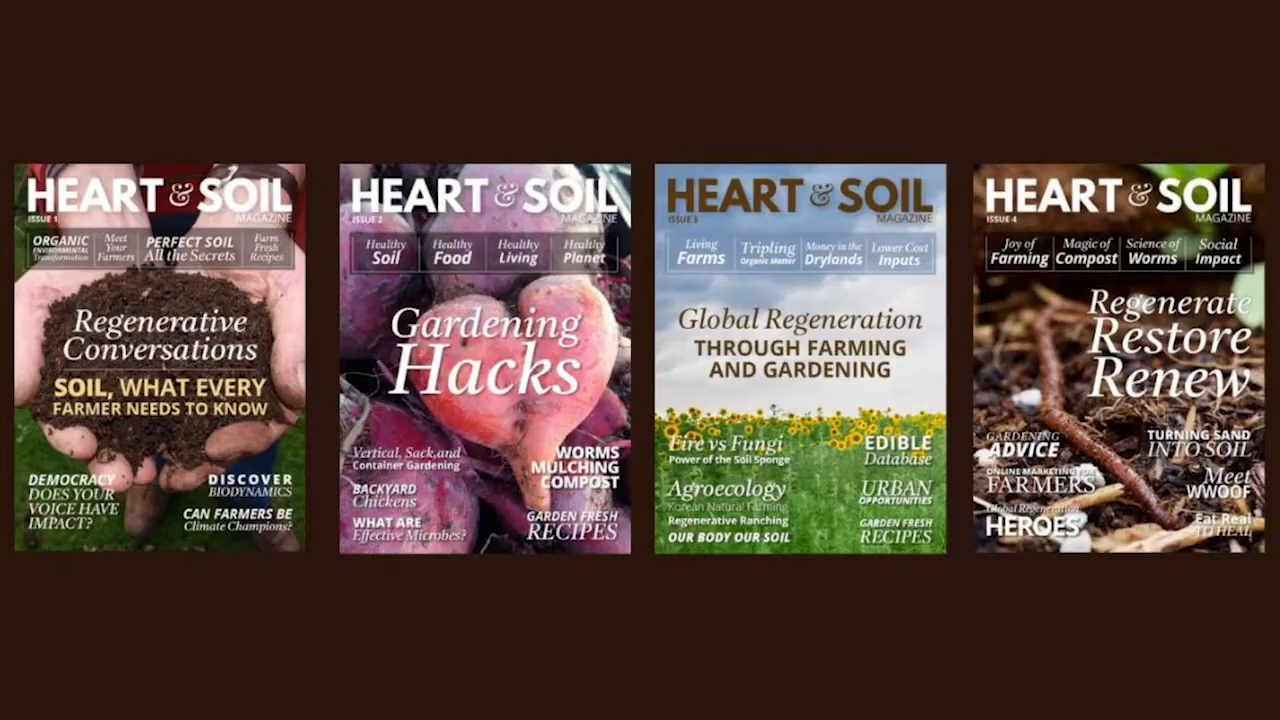 HEART & SOIL
ISSUE 1
MAGAZINE
ORGANIC
ENVIRONMENTAL
Transformation
Meet
Your
Farmers
PERFECT SOIL
All the Secrets
Farm
Fresh
Recipes
Regenerative
Conversations
SOIL, WHAT EVERY
FARMER NEEDS TO KNOW
DEMOCRACY
DOES YOUR
VOICE HAVE
IMPACT?
DISCOVER
BIODYNAMICS
CAN FARMERS BE
Climate Champions?
HEART & SOIL
ISSUE 2
MAGAZINE
Healthy
Soil
Healthy
Food
Healthy
Living
Healthy
Planet
Gardening
Hacks
Vertical, Sack,and
Container Gardening
BACKYARD
Chickens
WHAT ARE
Effective Microbes?
WORMS
MULCHING
COMPOST
GARDEN FRESH
RECIPES
HEART & SOIL
ISSUE 3
MAGAZINE
Living
Farms
Tripling
Organic Matter
Money in the
Drylands
Lower Cost
Inputs
Global Regeneration
THROUGH FARMING
AND GARDENING
Fire vs Fungi
Power of the Soil Sponge
Agroecology
Korean Natural Farming
Regenerative Ranching
OUR BODY OUR SOIL
EDIBLE
Database
URBAN
OPPORTUNITIES
GARDEN FRESH
RECIPES
HEART & SOIL
ISSUE 4
MAGAZINE
Joy of
Farming
Magic of
Compost
Science of
Worms
Social
Impact
Regenerate
Restore
Renew
GARDENING
ADVICE
ONLINE MARKETING FOR
FARMERS
Global Regeneration
HEROES
TURNING SAND
INTO SOIL
Meet
WWOOF
Eat Real
TO HEAL